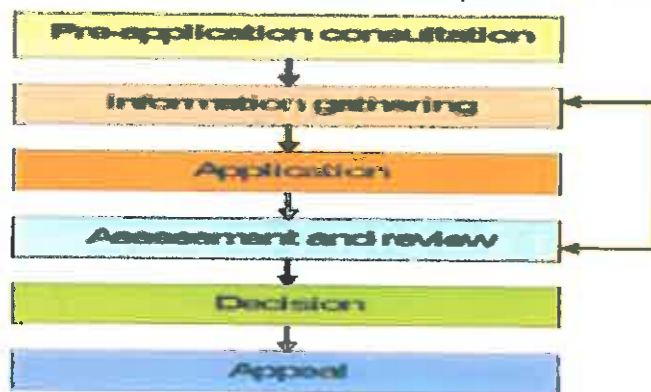 Pre-application consultation
Information gathering
Application
Assessment and review
Decision
Appeal